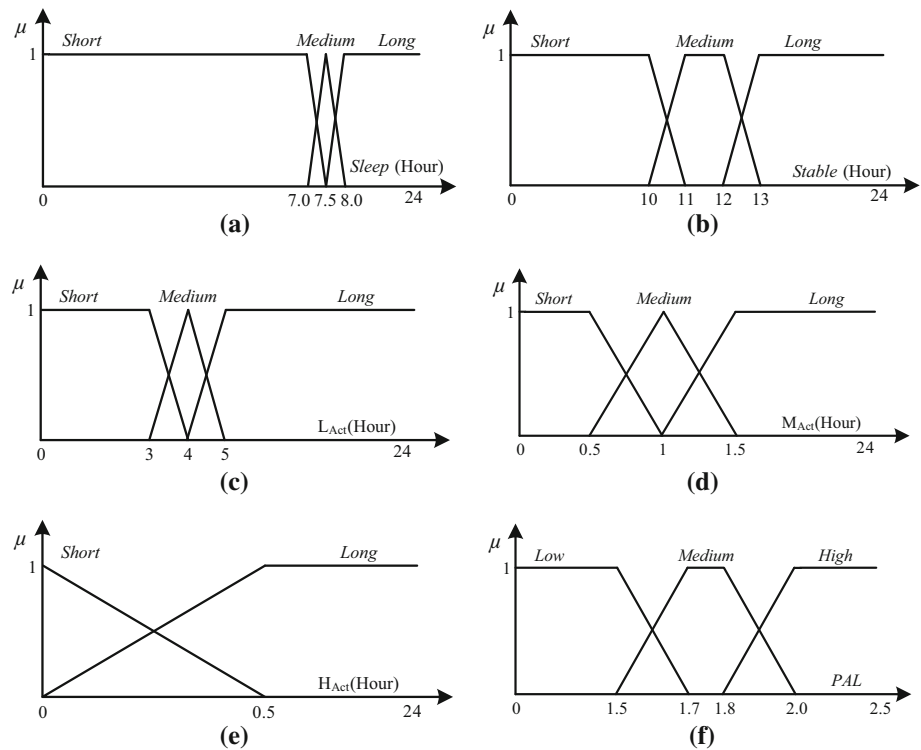 μ
Short Medium Long
1
Sleep (Hour)
0 7.0 7.5 8.0 24
(a)
μ
Short Medium Long
1
Stable (Hour)
0 10 11 12 13 24
(b)
μ
Short Medium Long
1
LAct(Hour)
0 3 4 5 24
(c)
μ
Short Medium Long
1
MAct(Hour)
0 0.5 1 1.5 24
(d)
μ
Short Long
1
HAct(Hour)
0 0.5 24
(e)
μ
Low Medium High
1
PAL
0 1.5 1.7 1.8 2.0 2.5
(f)